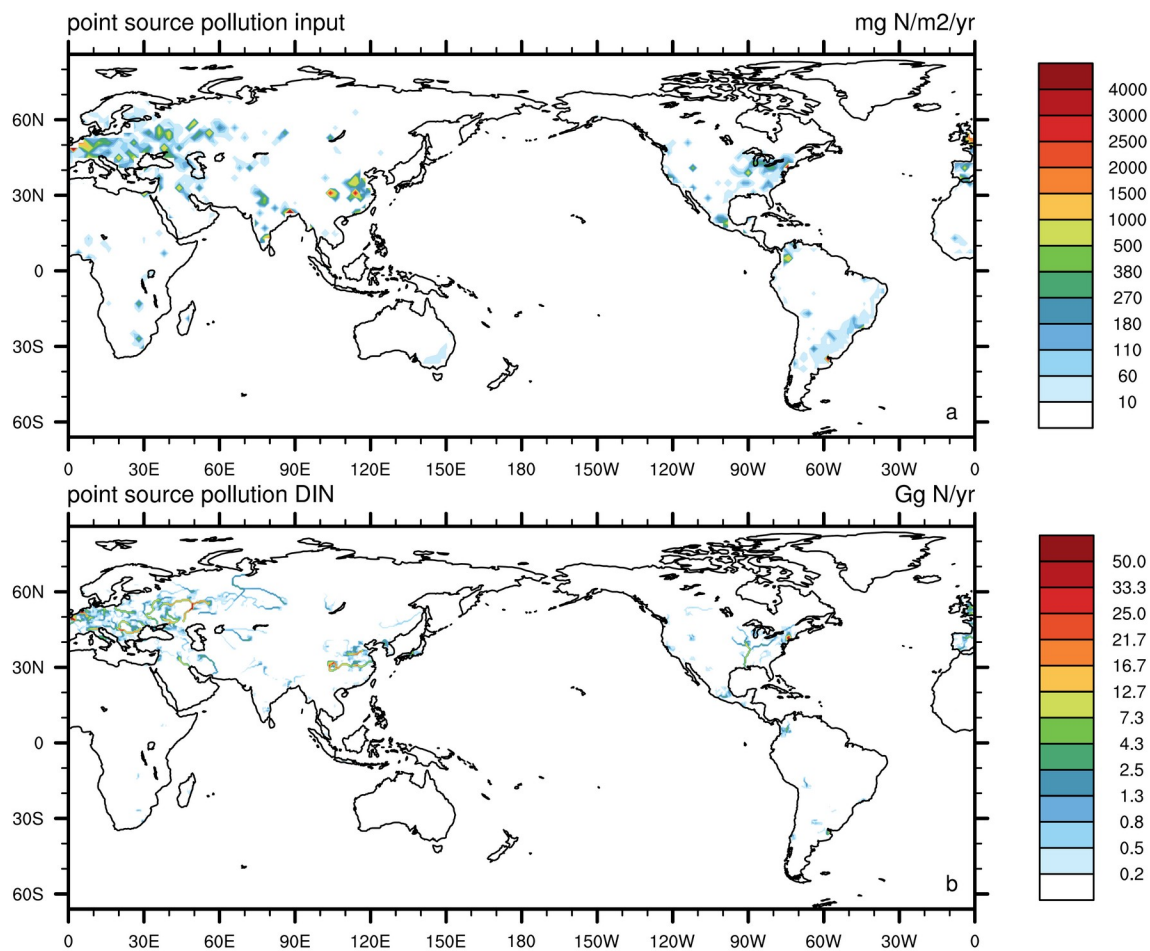 point source pollution input mg N/m2/yr
60N
30N
0
30S
60S
a
0 30E 60E 90E 120E 150E 180 150W 120W 90W 60W 30W 0
4000
3000
2500
2000
1500
1000
500
380
270
180
110
60
10
point source pollution DIN Gg N/yr
60N
30N
0
30S
60S
b
0 30E 60E 90E 120E 150E 180 150W 120W 90W 60W 30W 0
50.0
33.3
25.0
21.7
16.7
12.7
7.3
4.3
2.5
1.3
0.8
0.5
0.2